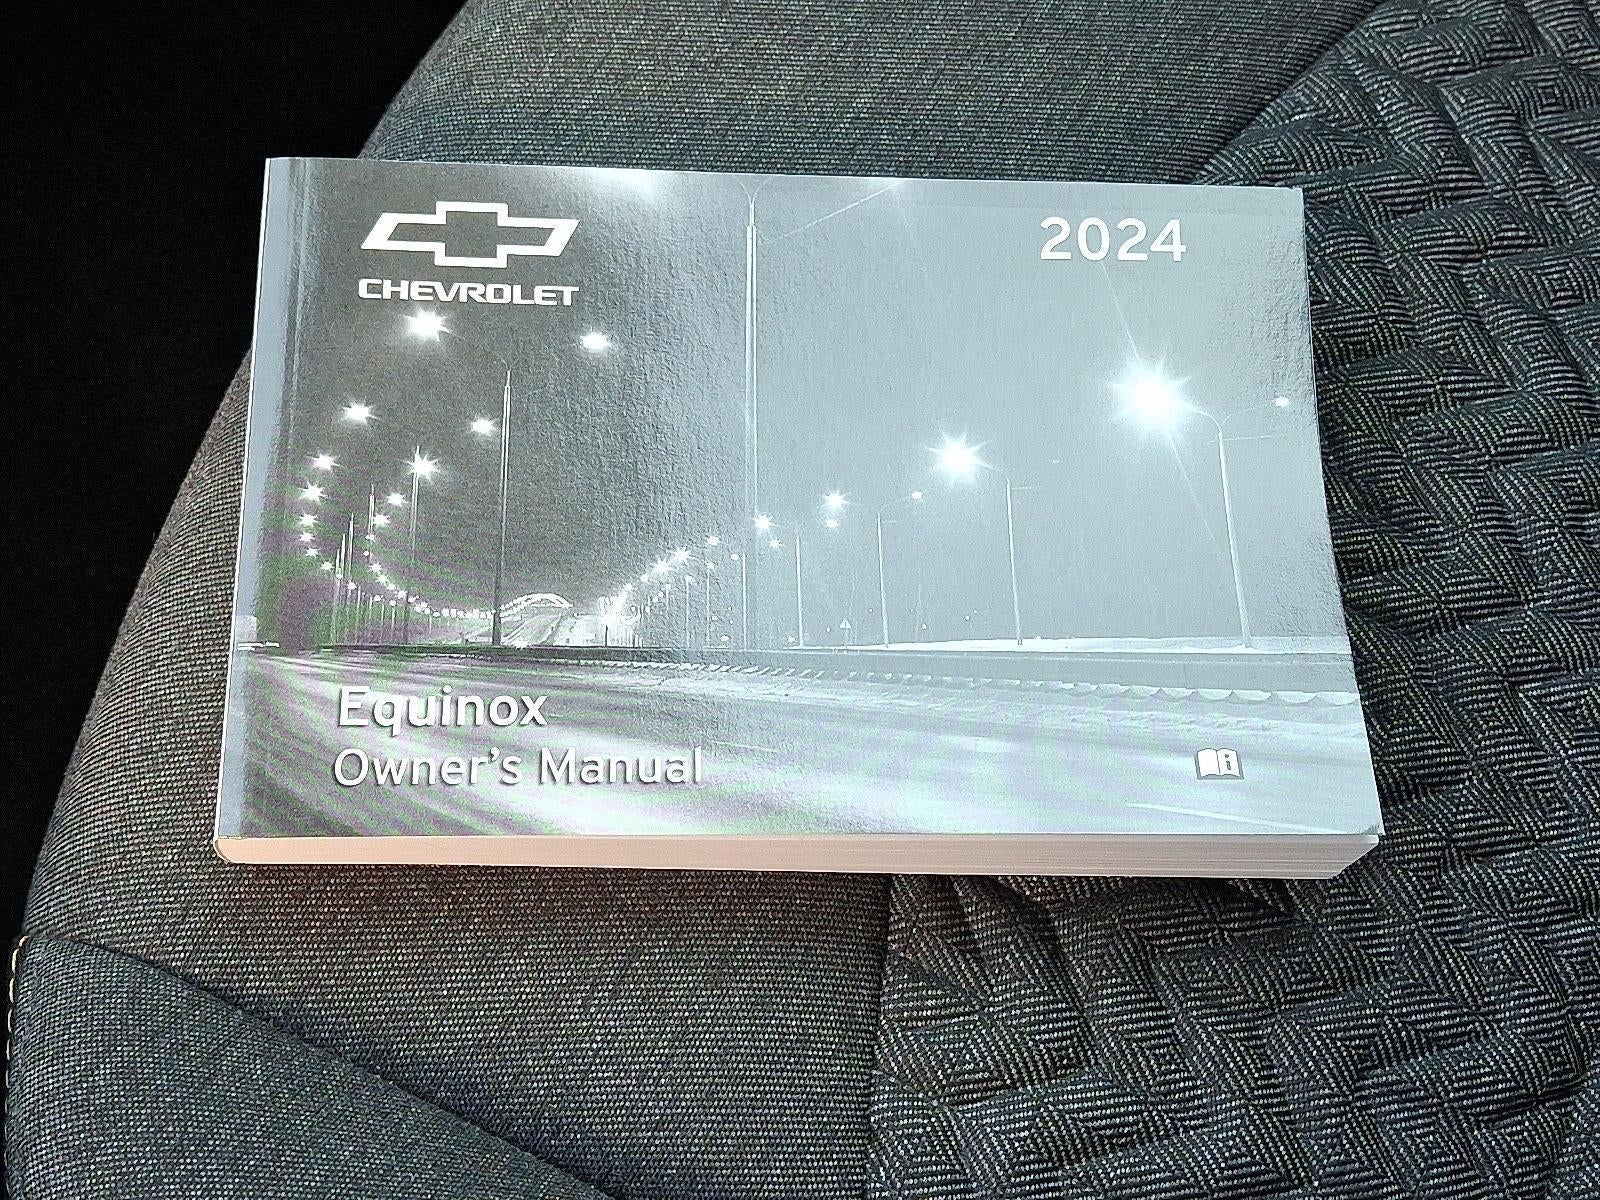 CHEVROLET
2024
Equinox
Owner's Manual
i